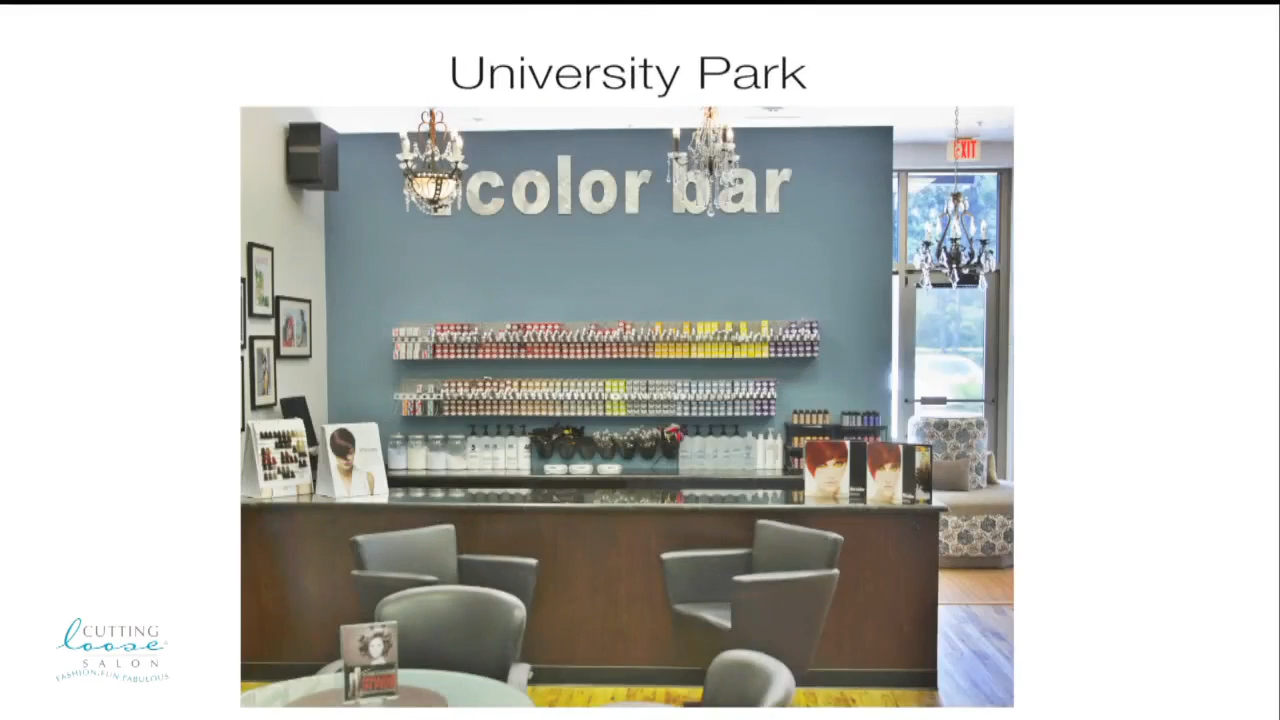 University Park
color bar
EXIT
CUTTING
loose
SALON
FASHION.FUN.FABULOUS